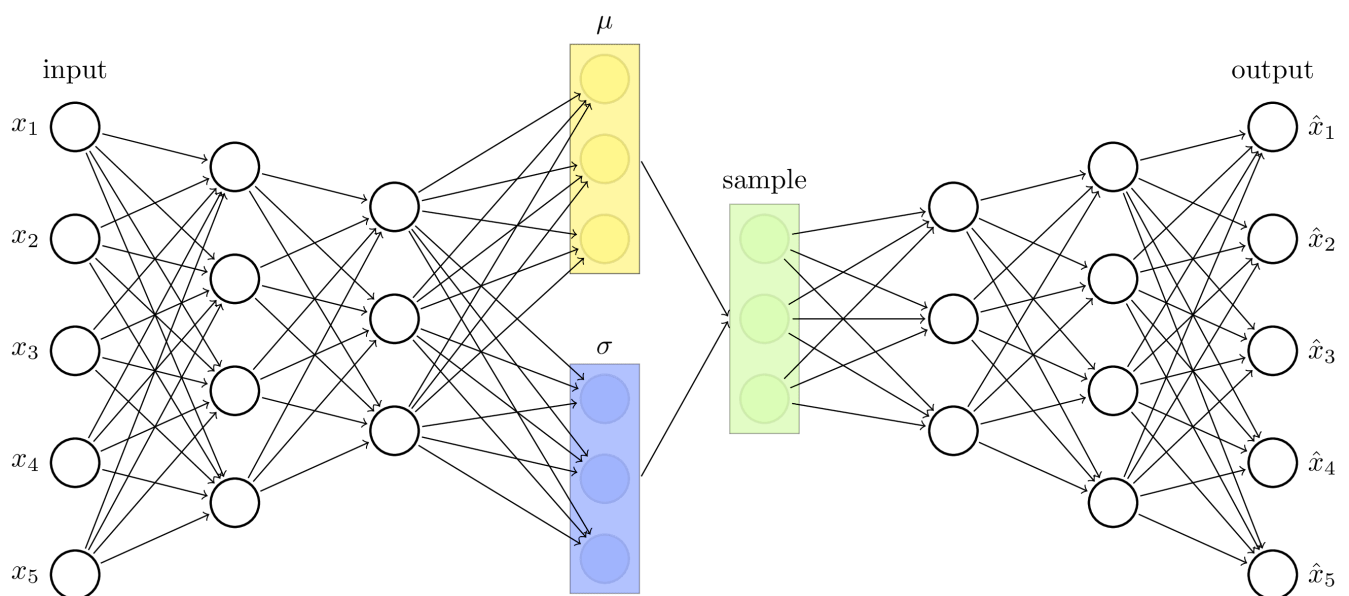 μ
input
output
x₁
x̂₁
sample
x₂
x̂₂
x₃
σ
x̂₃
x₄
x̂₄
x₅
x̂₅